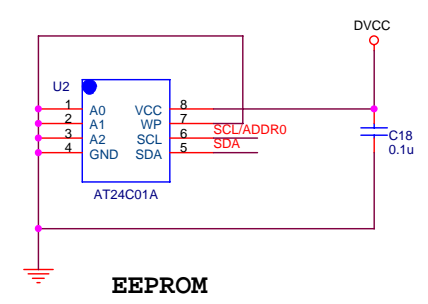 DVCC
U2
1 A0 VCC 8
2 A1 WP 7
3 A2 SCL 6 SCL/ADDR0
4 GND SDA 5 SDA
C18
0.1u
AT24C01A
EEPROM